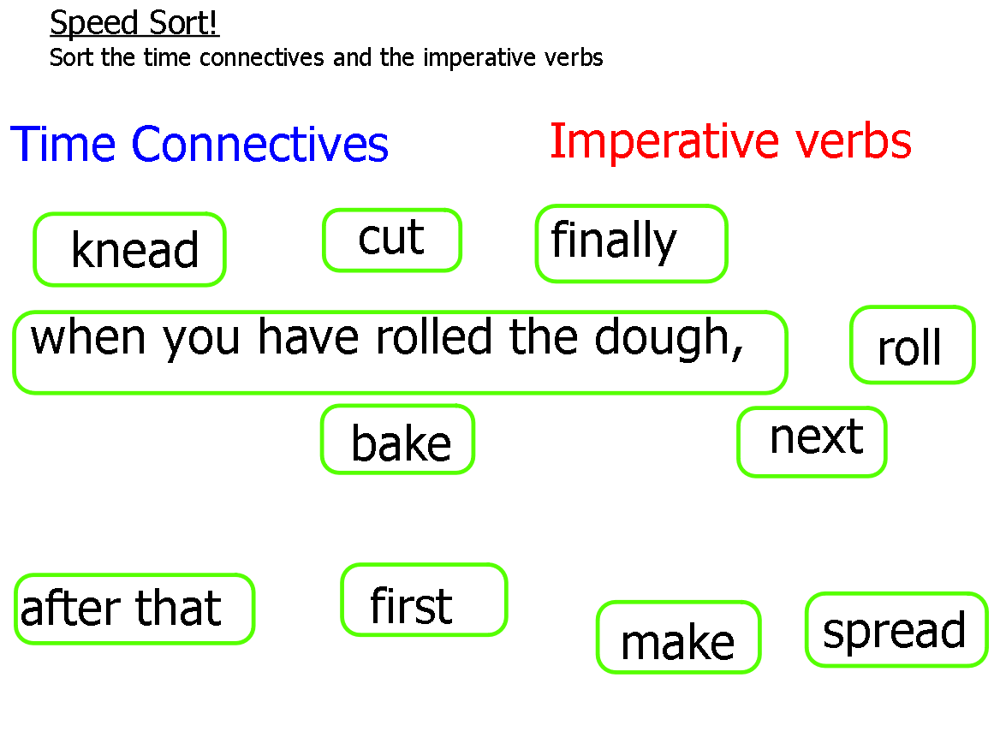 Speed Sort!
Sort the time connectives and the imperative verbs
Time Connectives
Imperative verbs
knead
cut
finally
when you have rolled the dough,
roll
bake
next
after that
first
make
spread